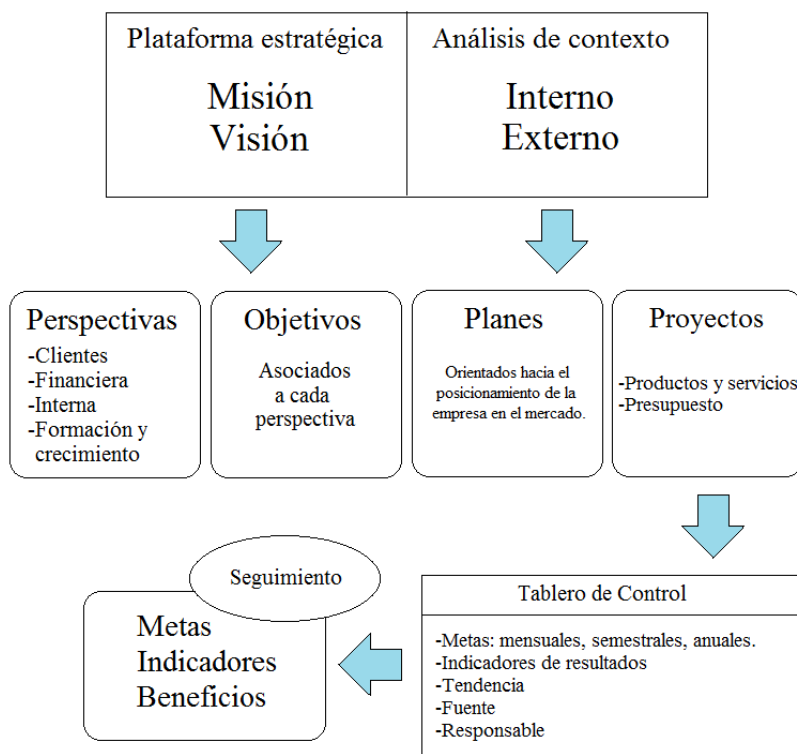 Plataforma estratégica
Misión
Visión
Análisis de contexto
Interno
Externo
Perspectivas
-Clientes
-Financiera
-Interna
-Formación y
crecimiento
Objetivos
Asociados
a cada
perspectiva
Planes
Orientados hacia el
posicionamiento de la
empresa en el mercado.
Proyectos
-Productos y servicios
-Presupuesto
Seguimiento
Metas
Indicadores
Beneficios
Tablero de Control
-Metas: mensuales, semestrales, anuales.
-Indicadores de resultados
-Tendencia
-Fuente
-Responsable